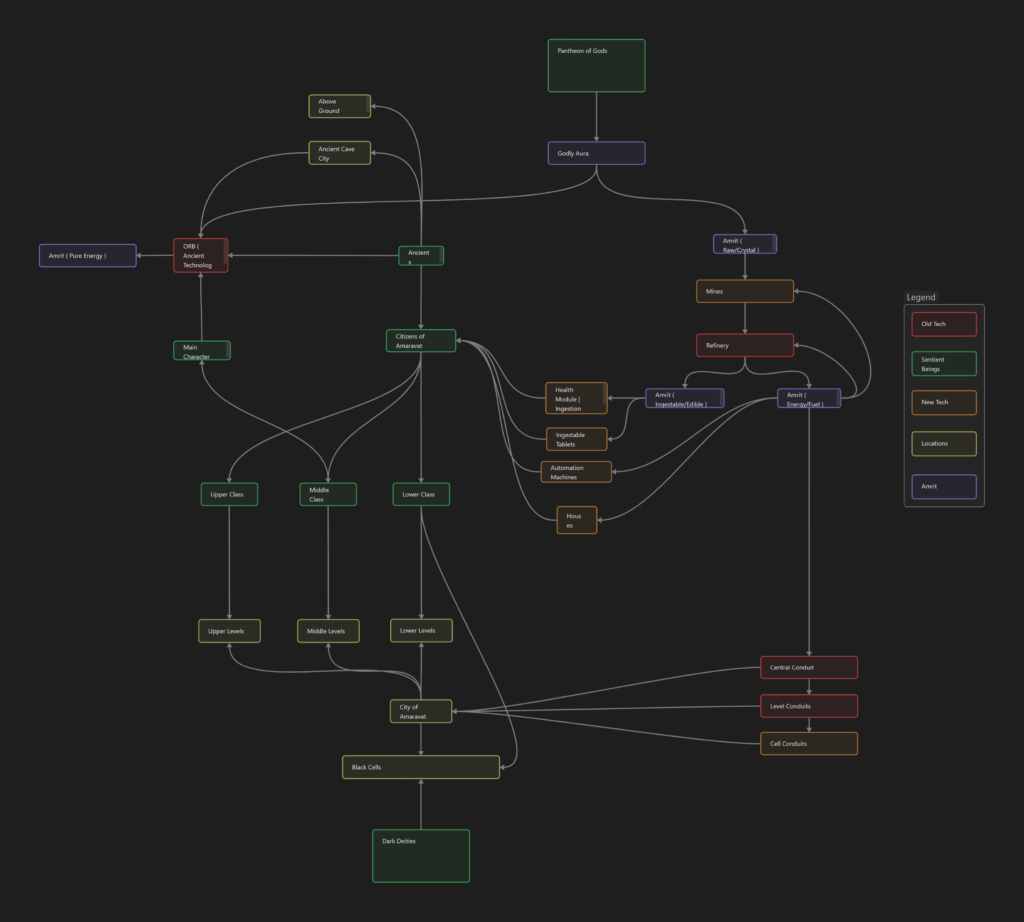 Pantheon of Gods
Above
Ground
Ancient Cave
City
Godly Aura
ORB (
Ancient
Technolog
Amrit ( Pure Energy )
Ancient
s
Amrit (
Raw/Crystal )
Mines
Legend
Old Tech
Sentient
Beings
New Tech
Locations
Amrit
Citizens of
Amaravat
Main
Character
Refinery
Health
Module |
Ingestion
Amrit (
Ingestable/Edible )
Amrit (
Energy/Fuel )
Ingestable
Tablets
Automation
Machines
Upper Class
Middle
Class
Lower Class
Hous
es
Upper Levels
Middle Levels
Lower Levels
Central Conduit
City of
Amaravat
Level Conduits
Cell Conduits
Black Cells
Dark Deities